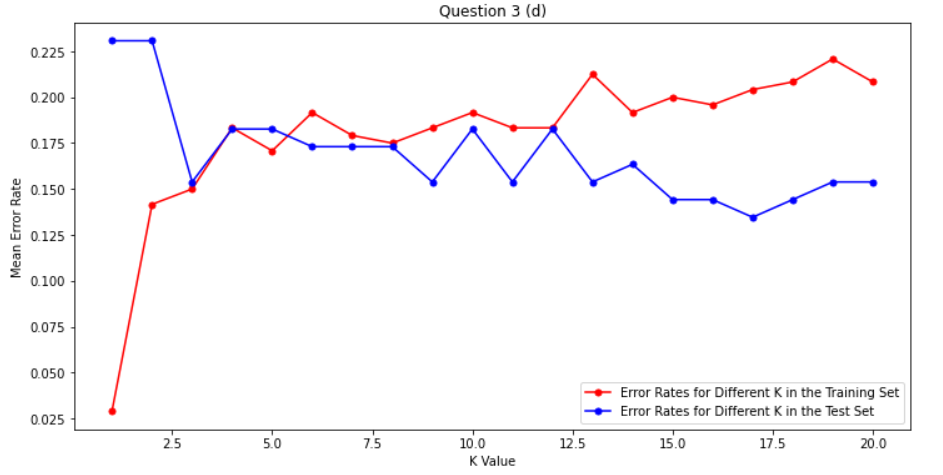 Question 3 (d)
0.225
0.200
0.175
0.150
0.125
0.100
0.075
0.050
0.025
Mean Error Rate
Error Rates for Different K in the Training Set
Error Rates for Different K in the Test Set
2.5 5.0 7.5 10.0 12.5 15.0 17.5 20.0
K Value